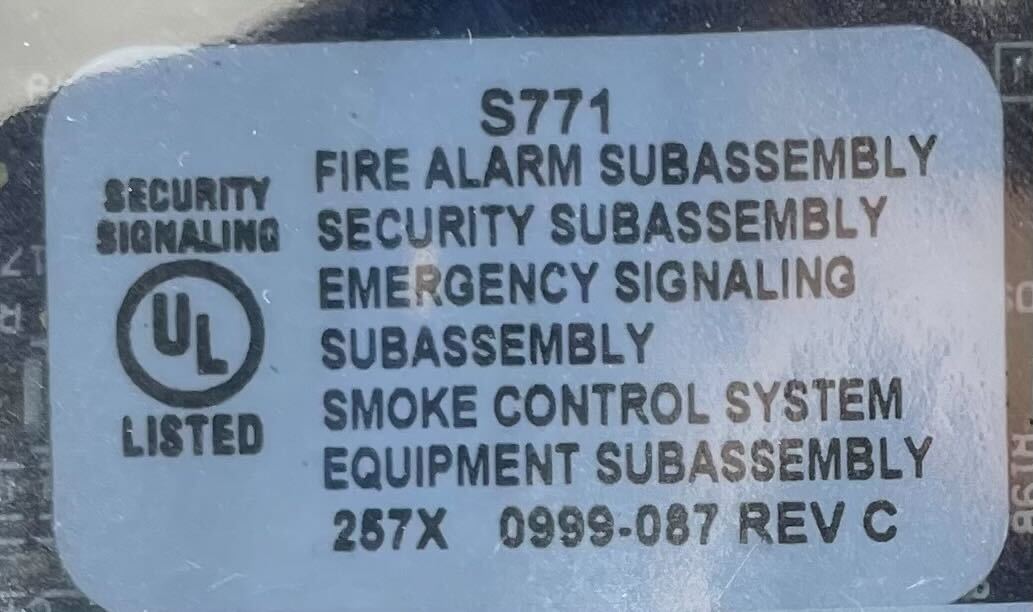 S771
FIRE ALARM SUBASSEMBLY
SECURITY SUBASSEMBLY
EMERGENCY SIGNALING
SUBASSEMBLY
SMOKE CONTROL SYSTEM
EQUIPMENT SUBASSEMBLY
257X 0999-087 REV C
SECURITY
SIGNALING
UL
LISTED